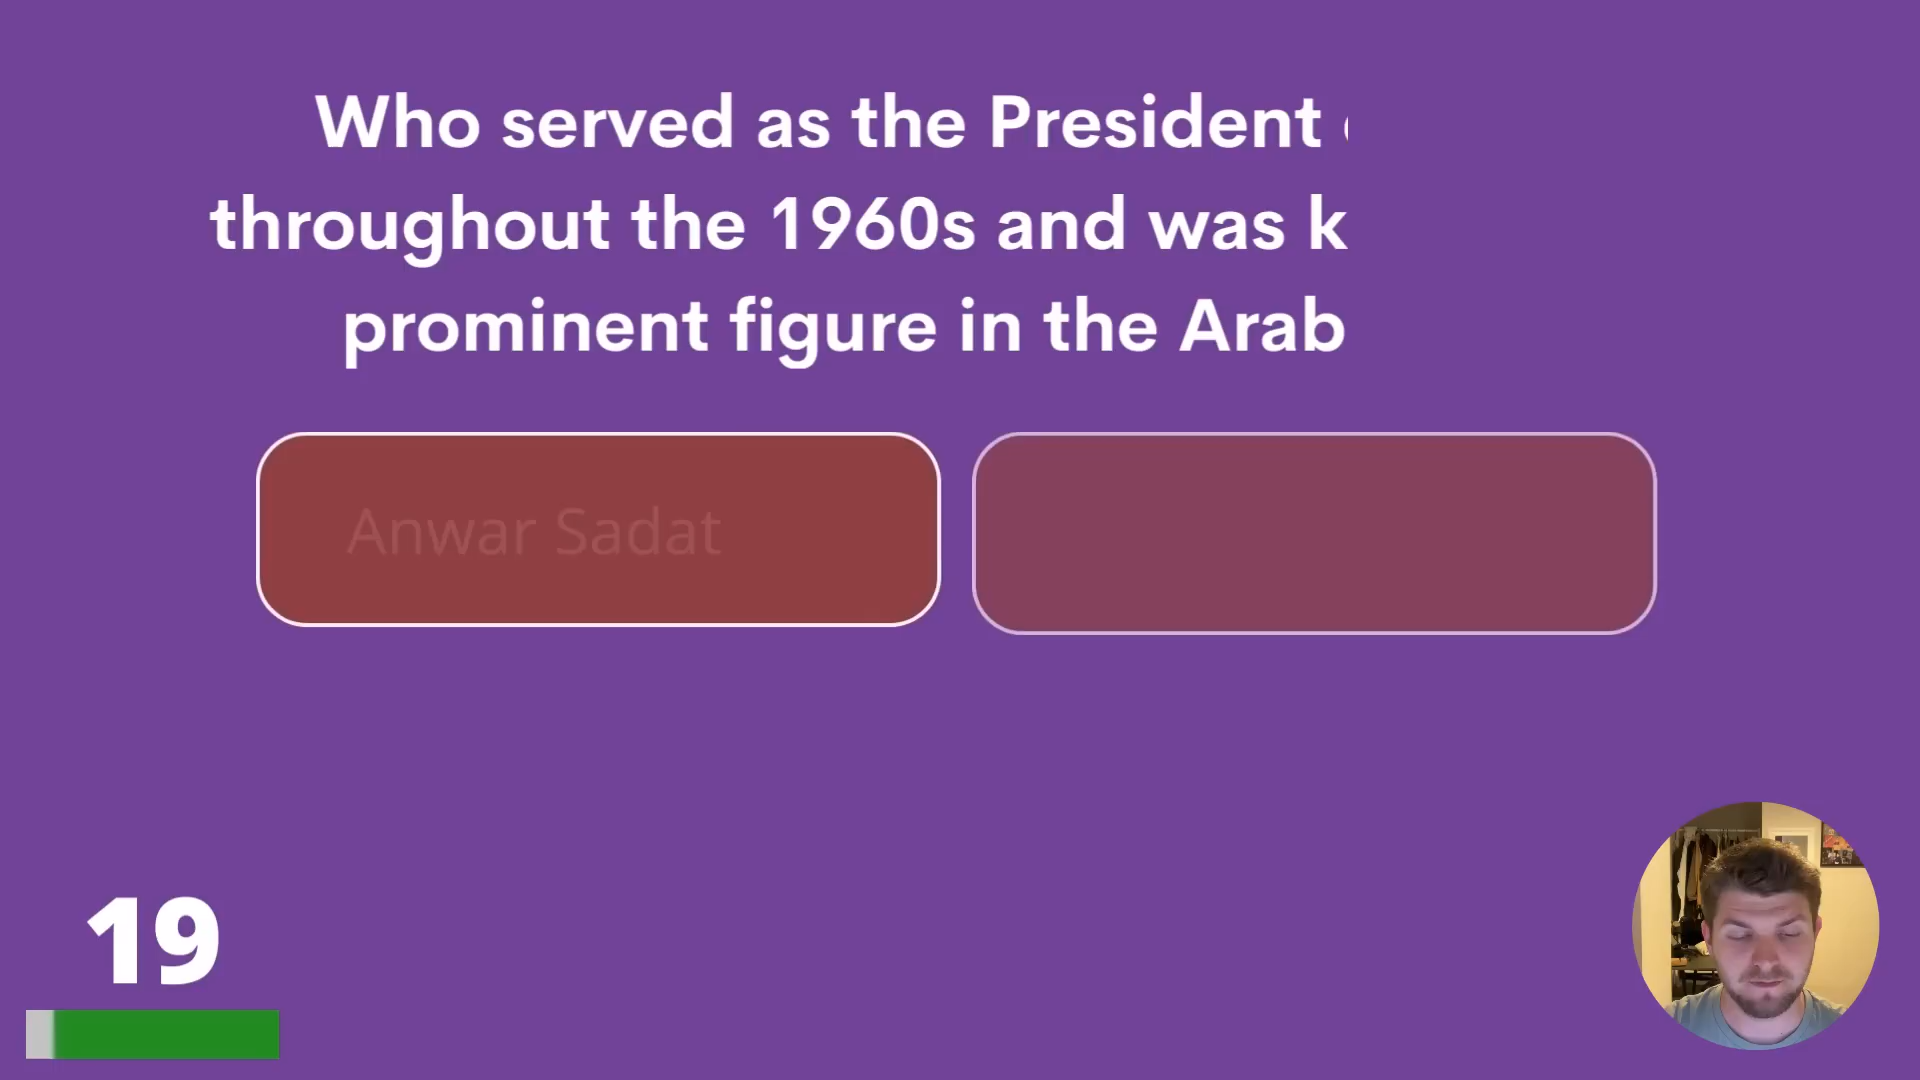 Who served as the President
throughout the 1960s and was k
prominent figure in the Arab
Anwar Sadat
19